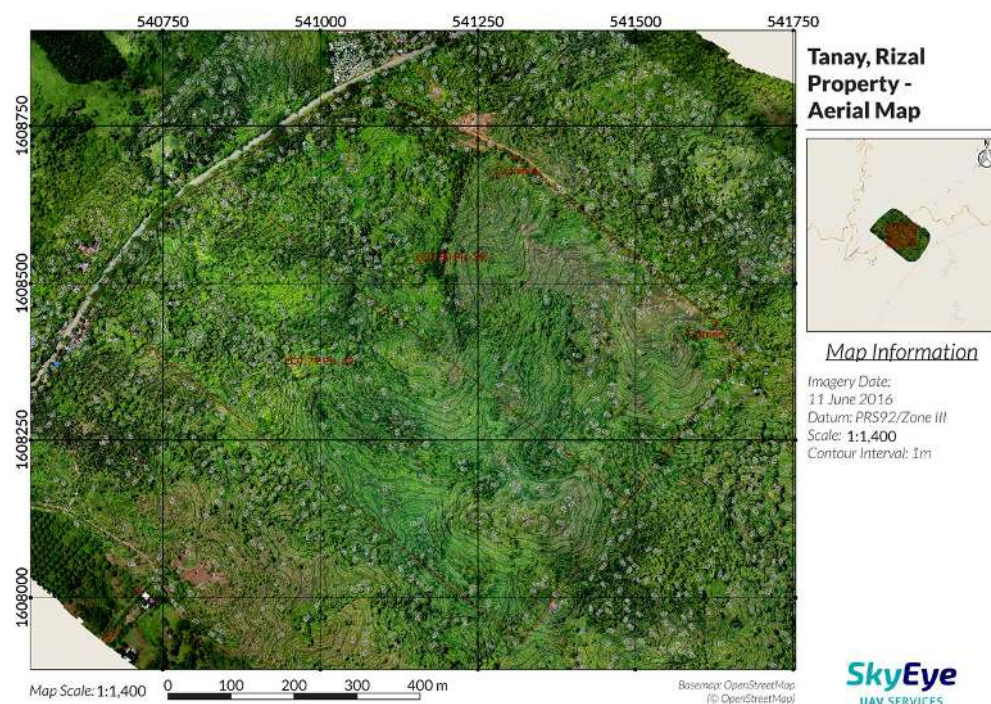 540750 541000 541250 541500 541750
1608750
1608500
1608250
1608000
Tanay, Rizal
Property -
Aerial Map
Map Information
Imagery Date:
11 June 2016
Datum: PRS92/Zone III
Scale: 1:1,400
Contour Interval: 1m
Map Scale: 1:1,400
0 100 200 300 400 m
Basemap: OpenStreetMap
(© OpenStreetMap)
SkyEye
UAV SERVICES